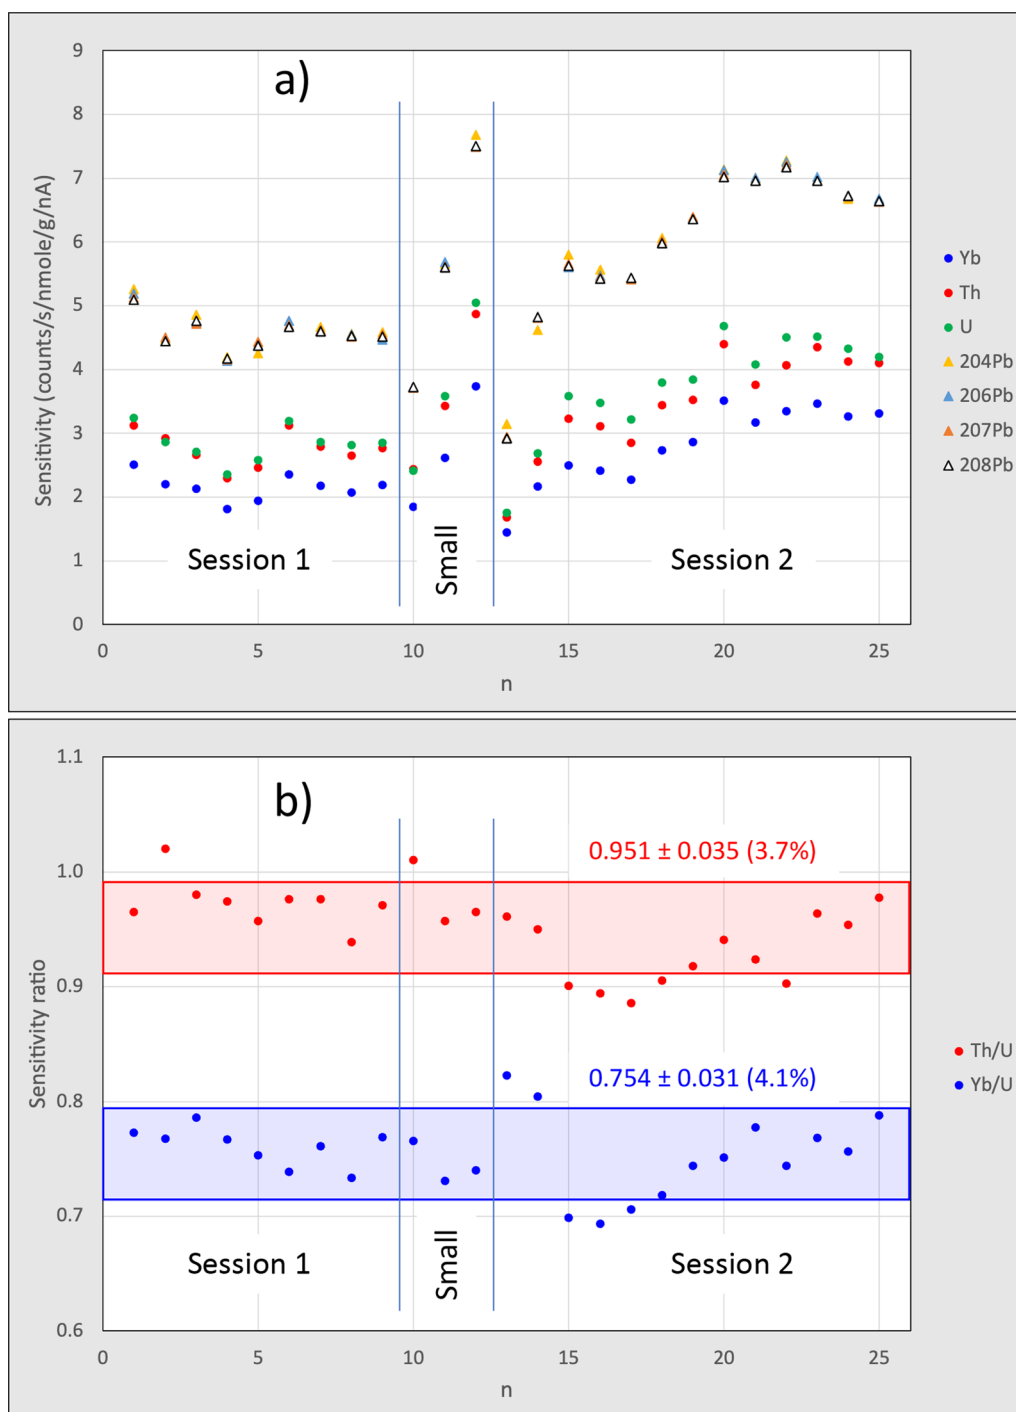 a)
Sensitivity (counts/s/nmole/g/nA)
9
8
7
6
5
4
3
2
1
0
Session 1
Small
Session 2
0 5 10 15 20 25
n
Yb
Th
U
204Pb
206Pb
207Pb
208Pb
b)
Sensitivity ratio
1.1
1.0
0.9
0.8
0.7
0.6
0.951 ± 0.035 (3.7%)
0.754 ± 0.031 (4.1%)
Session 1
Small
Session 2
0 5 10 15 20 25
n
Th/U
Yb/U